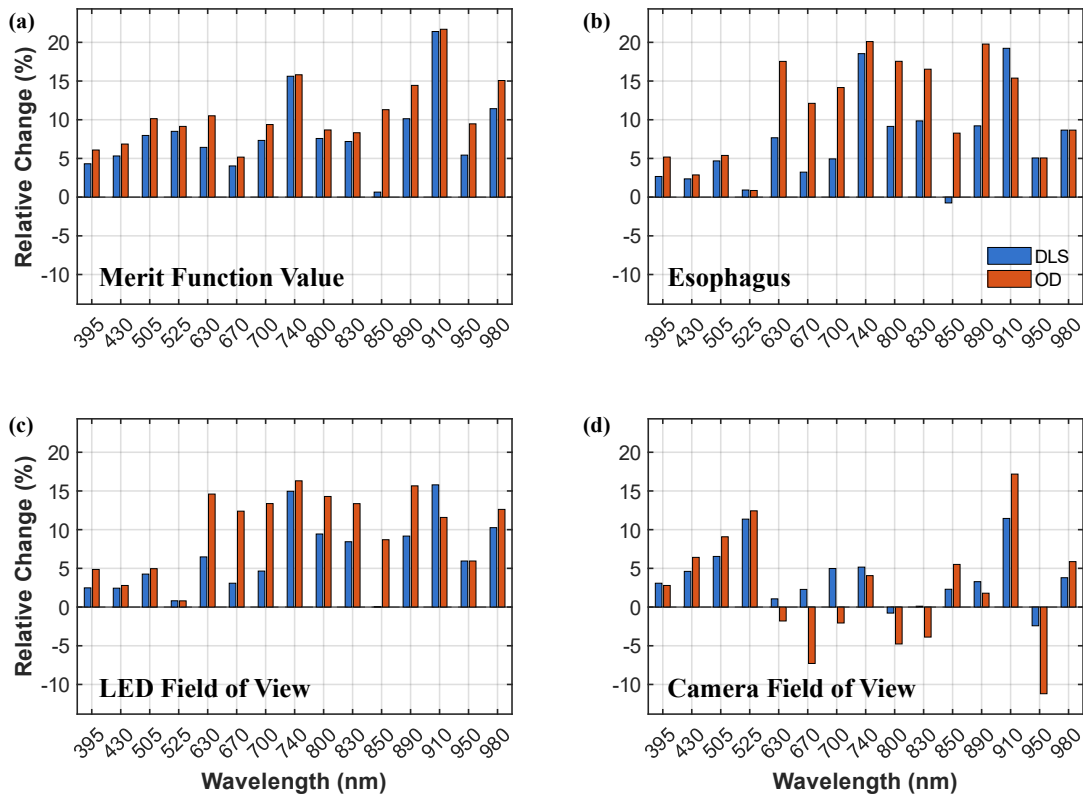 (a)
Relative Change (%)
20
15
10
5
0
-5
-10
Merit Function Value
395 430 505 525 630 670 700 740 800 830 850 890 910 950 980
(b)
20
15
10
5
0
-5
-10
DLS
OD
Esophagus
395 430 505 525 630 670 700 740 800 830 850 890 910 950 980
(c)
Relative Change (%)
20
15
10
5
0
-5
-10
LED Field of View
395 430 505 525 630 670 700 740 800 830 850 890 910 950 980
Wavelength (nm)
(d)
20
15
10
5
0
-5
-10
Camera Field of View
395 430 505 525 630 670 700 740 800 830 850 890 910 950 980
Wavelength (nm)